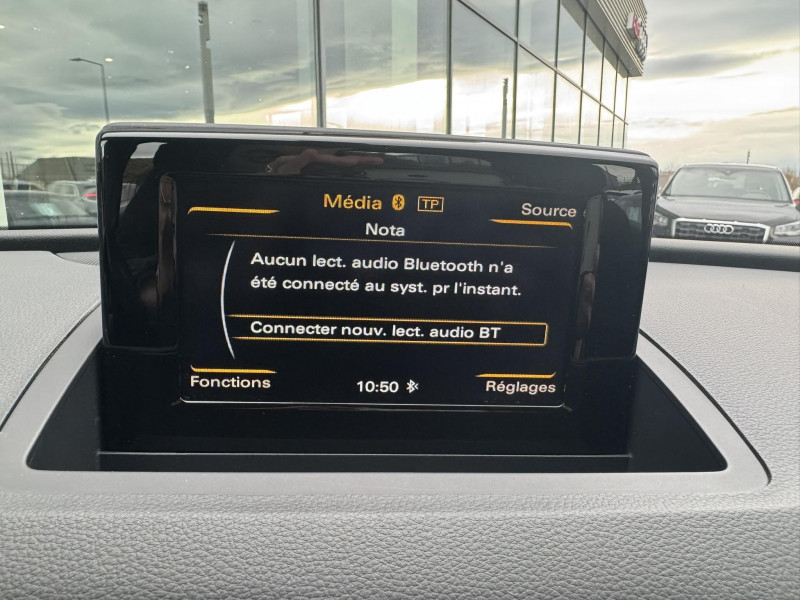 Média TP
Source
Nota
Aucun lect. audio Bluetooth n'a
été connecté au syst. pr l'instant.
Connecter nouv. lect. audio BT
Fonctions
10:50
Réglages